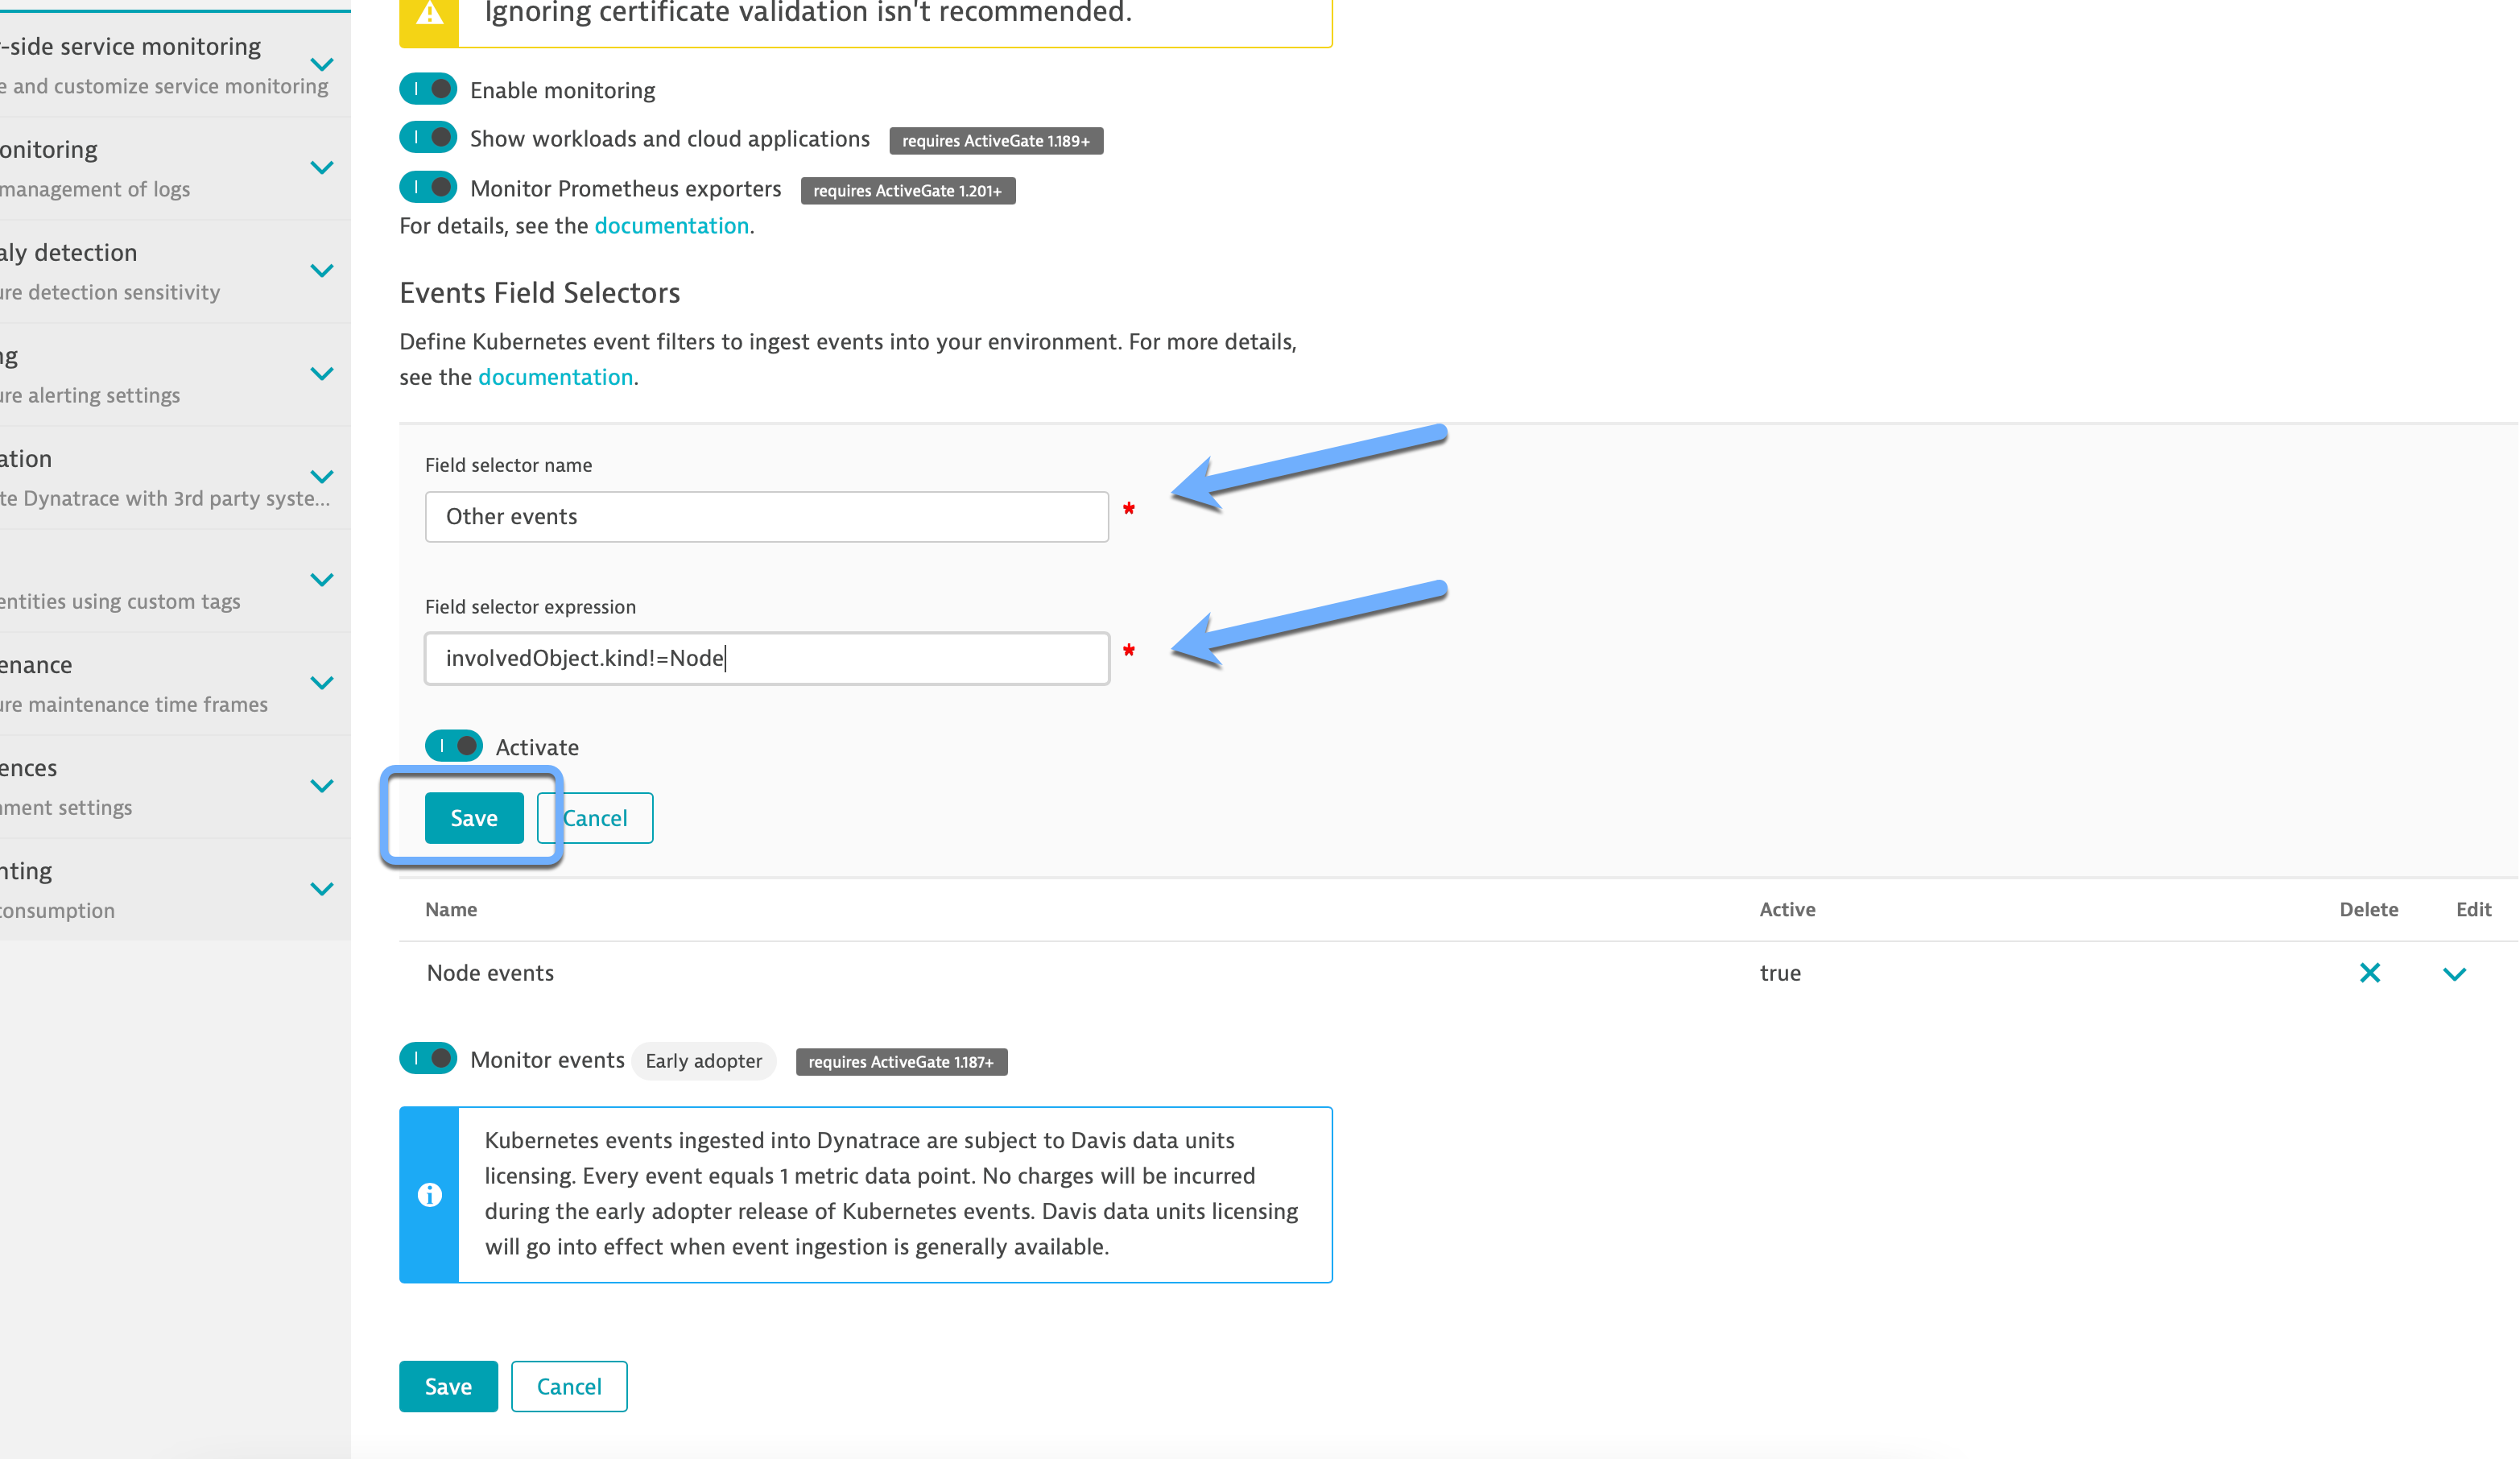 Ignoring certificate validation isn't recommended.
-side service monitoring
e and customize service monitoring
onitoring
management of logs
aly detection
ure detection sensitivity
ng
ure alerting settings
ation
te Dynatrace with 3rd party syste...
entities using custom tags
enance
ure maintenance time frames
ences
nment settings
nting
consumption
Enable monitoring
Show workloads and cloud applications requires ActiveGate 1.189+
Monitor Prometheus exporters requires ActiveGate 1.201+
For details, see the documentation.
Events Field Selectors
Define Kubernetes event filters to ingest events into your environment. For more details,
see the documentation.
Field selector name
Other events *
Field selector expression
involvedObject.kind!=Node *
Activate
Save Cancel
Name Active Delete Edit
Node events true
Monitor events Early adopter requires ActiveGate 1.187+
Kubernetes events ingested into Dynatrace are subject to Davis data units
licensing. Every event equals 1 metric data point. No charges will be incurred
during the early adopter release of Kubernetes events. Davis data units licensing
will go into effect when event ingestion is generally available.
Save Cancel